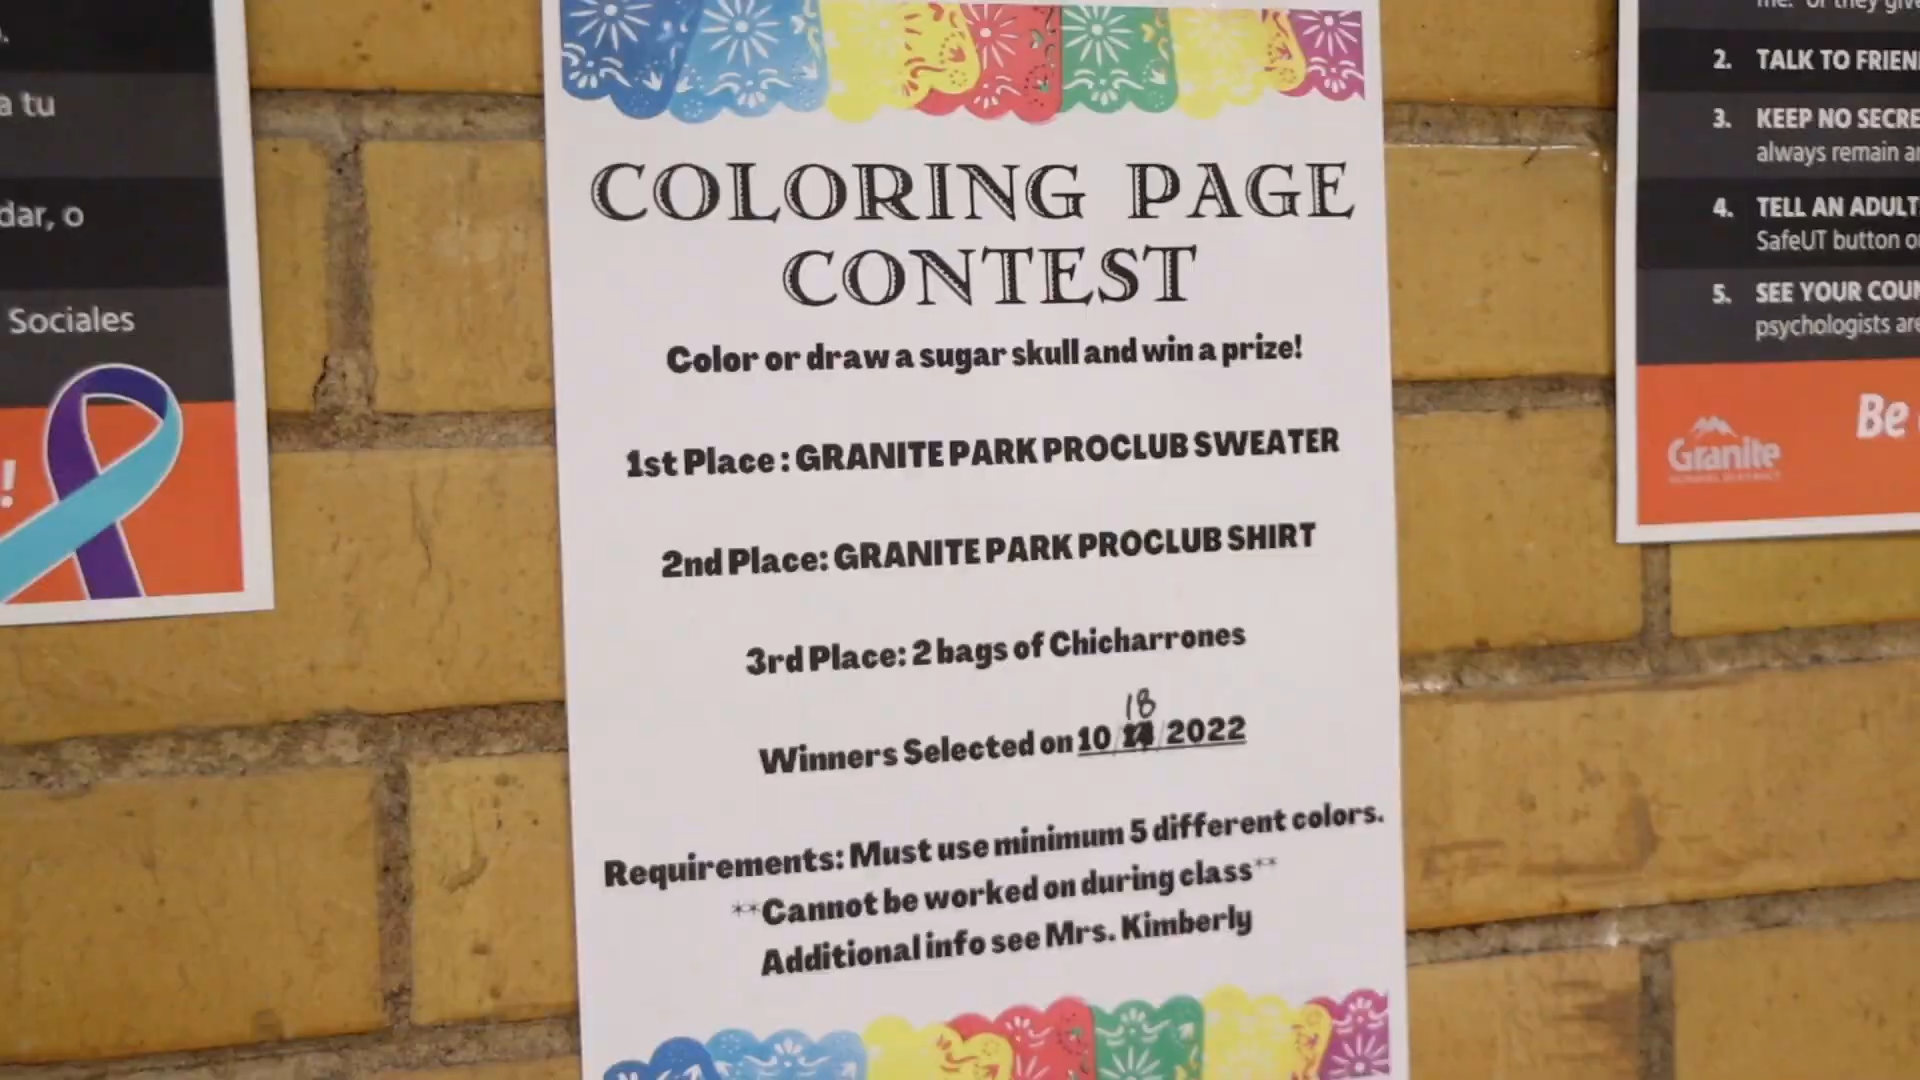 a tu
dar, o
Sociales
!
COLORING PAGE
CONTEST
Color or draw a sugar skull and win a prize!
1st Place : GRANITE PARK PROCLUB SWEATER
2nd Place: GRANITE PARK PROCLUB SHIRT
3rd Place: 2 bags of Chicharrones
18
Winners Selected on 10/14/2022
Requirements: Must use minimum 5 different colors.
**Cannot be worked on during class**
Additional info see Mrs. Kimberly
2. TALK TO
3. KEEP NO
always remain
4. TELL AN ADULT
SafeUT button
5. SEE YOUR
psychologists
Be
Granite